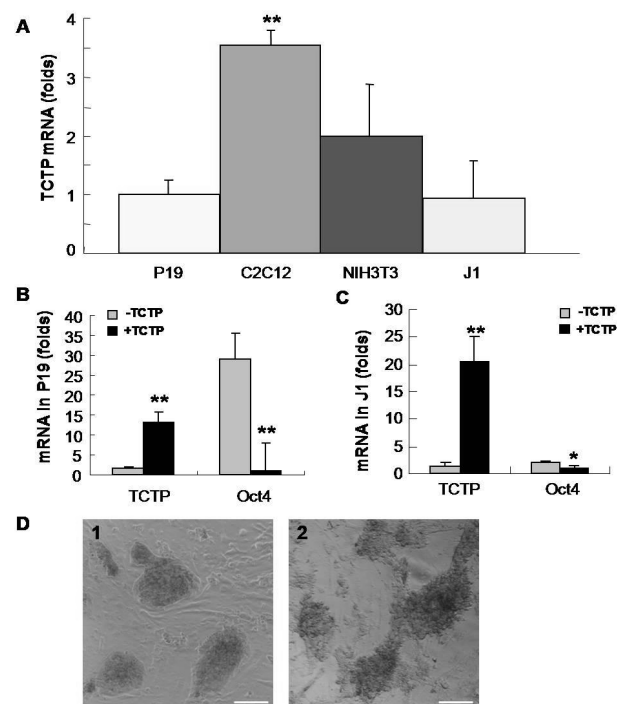 A
TCTP mRNA (folds)
4
3
2
1
0
**
P19 C2C12 NIH3T3 J1
B
mRNA in P19 (folds)
40
35
30
25
20
15
10
5
0
-TCTP
+TCTP
**
**
TCTP Oct4
C
mRNA in J1 (folds)
30
25
20
15
10
5
0
-TCTP
+TCTP
**
*
TCTP Oct4
D
1
2